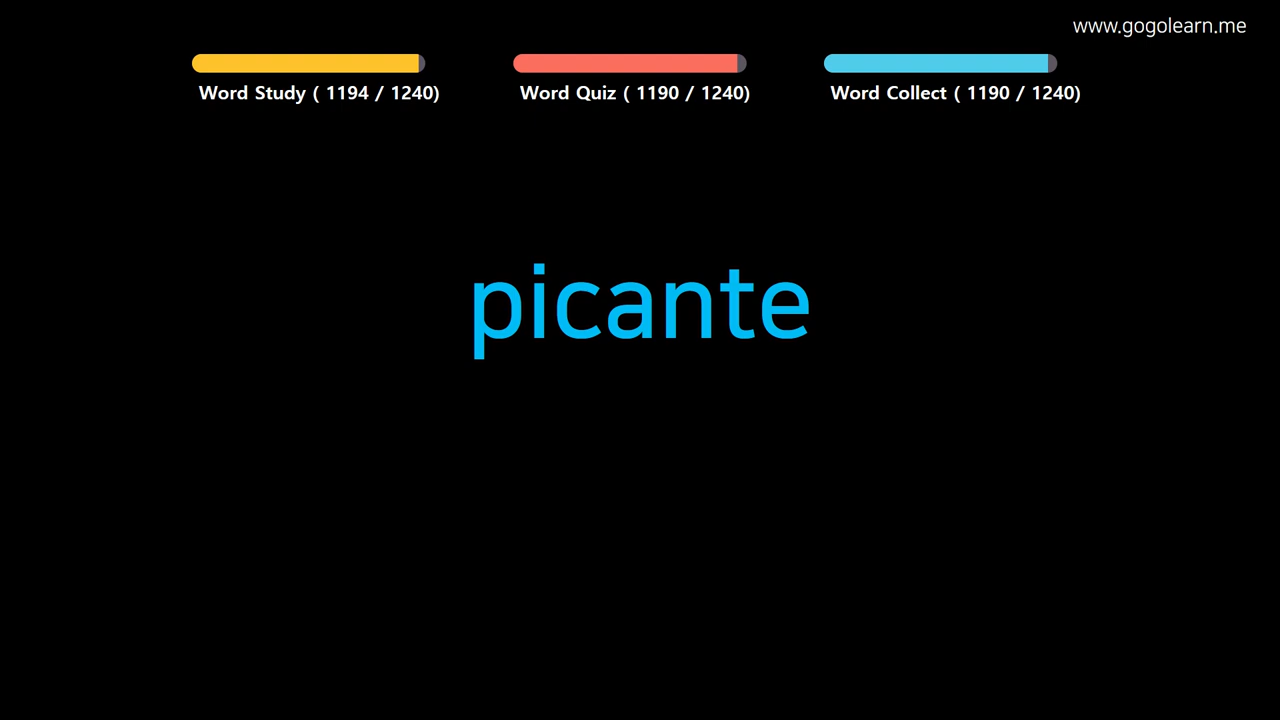 www.gogolearn.me
Word Study ( 1194 / 1240)
Word Quiz ( 1190 / 1240)
Word Collect ( 1190 / 1240)
picante